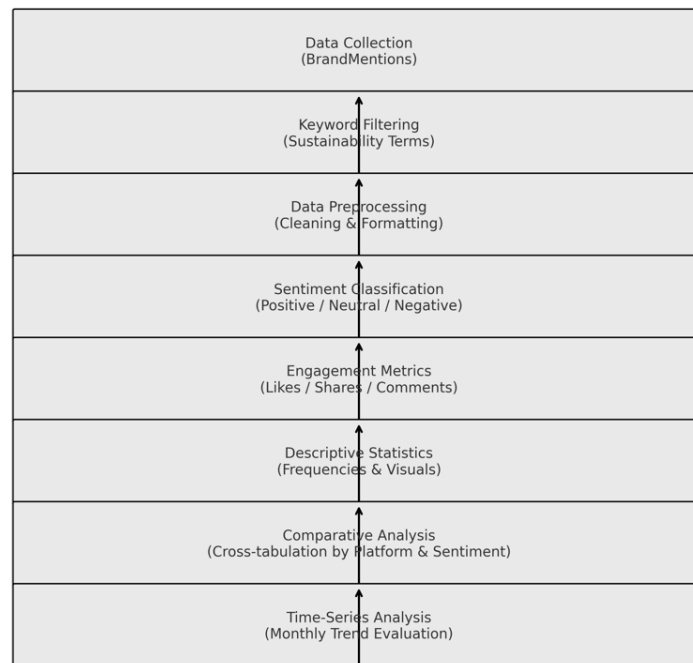 Data Collection
(BrandMentions)
Keyword Filtering
(Sustainability Terms)
Data Preprocessing
(Cleaning & Formatting)
Sentiment Classification
(Positive / Neutral / Negative)
Engagement Metrics
(Likes / Shares / Comments)
Descriptive Statistics
(Frequencies & Visuals)
Comparative Analysis
(Cross-tabulation by Platform & Sentiment)
Time-Series Analysis
(Monthly Trend Evaluation)